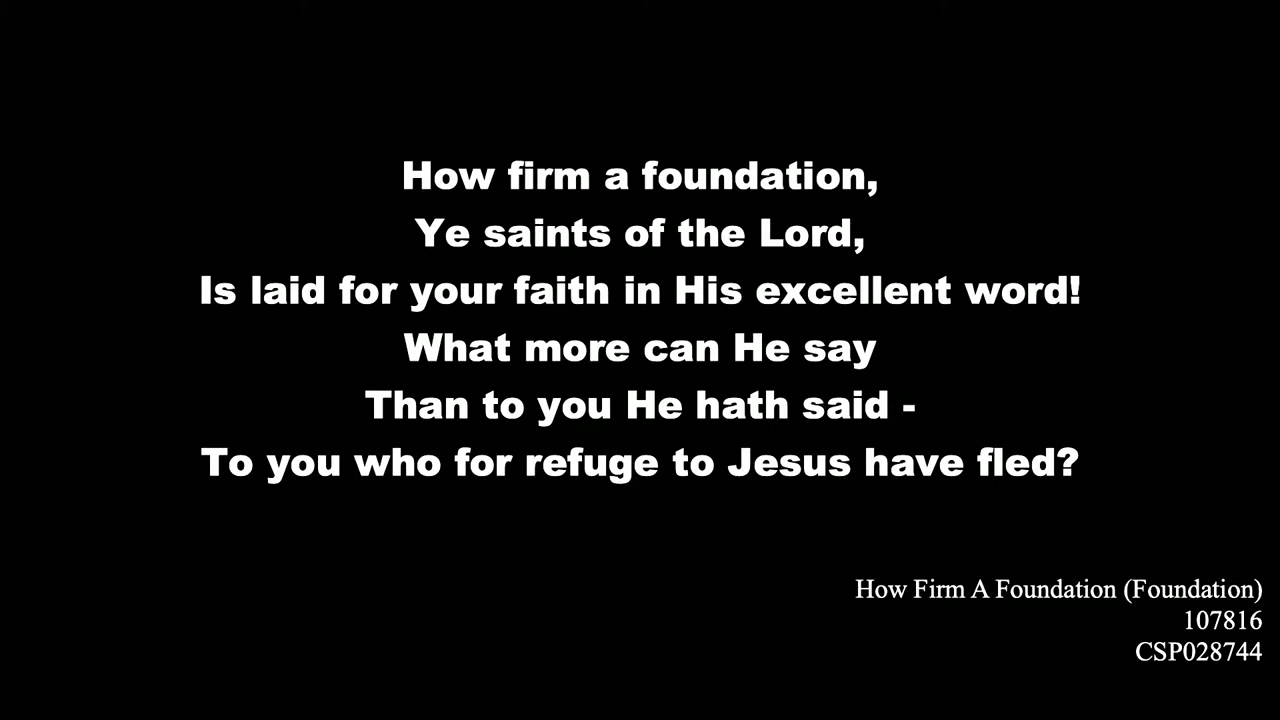 How firm a foundation,
Ye saints of the Lord,
Is laid for your faith in His excellent word!
What more can He say
Than to you He hath said -
To you who for refuge to Jesus have fled?
How Firm A Foundation (Foundation)
107816
CSP028744